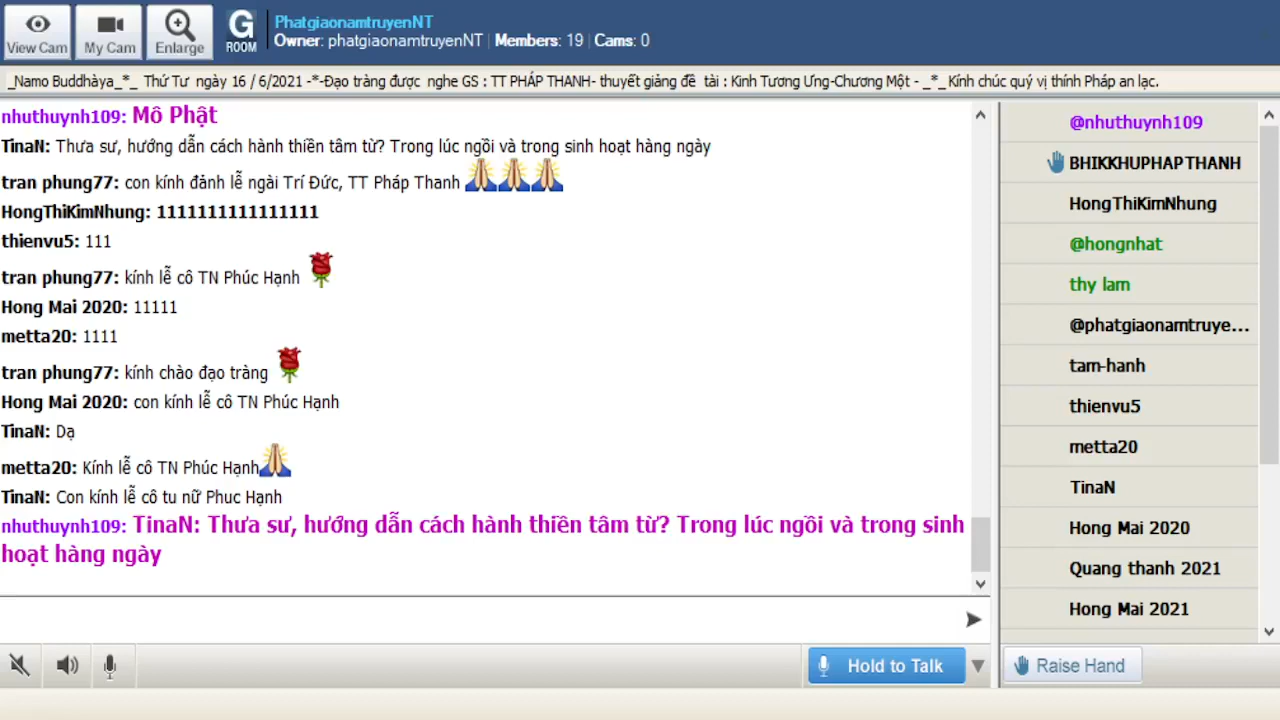 View Cam
My Cam
Enlarge
G
ROOM
PhatgiaonamtruyenNT
Owner: phatgiaonamtruyenNT | Members: 19 | Cams: 0
_Namo Buddhàya_*_ Thứ Tư ngày 16 / 6/2021 -*-Đạo tràng được nghe GS : TT PHÁP THANH- thuyết giảng đề tài : Kinh Tương Ưng-Chương Một - _*_ Kính chúc quý vị thính Pháp an lạc.
nhuthuynh109: Mô Phật
TinaN: Thưa sư, hướng dẫn cách hành thiền tâm từ? Trong lúc ngồi và trong sinh hoạt hàng ngày
tran phung77: con kính đảnh lễ ngài Trí Đức, TT Pháp Thanh
HongThiKimNhung: 1111111111111111
thienvu5: 111
tran phung77: kính lễ cô TN Phúc Hạnh
Hong Mai 2020: 11111
metta20: 1111
tran phung77: kính chào đạo tràng
Hong Mai 2020: con kính lễ cô TN Phúc Hạnh
TinaN: Dạ
metta20: Kính lễ cô TN Phúc Hạnh
TinaN: Con kính lễ cô tu nữ Phuc Hạnh
nhuthuynh109: TinaN: Thưa sư, hướng dẫn cách hành thiền tâm từ? Trong lúc ngồi và trong sinh
hoạt hàng ngày
Hold to Talk
@nhuthuynh109
BHIKKHUPHAPTHANH
HongThiKimNhung
@hongnhat
thy lam
@phatgiaonamtruye...
tam-hanh
thienvu5
metta20
TinaN
Hong Mai 2020
Quang thanh 2021
Hong Mai 2021
Raise Hand